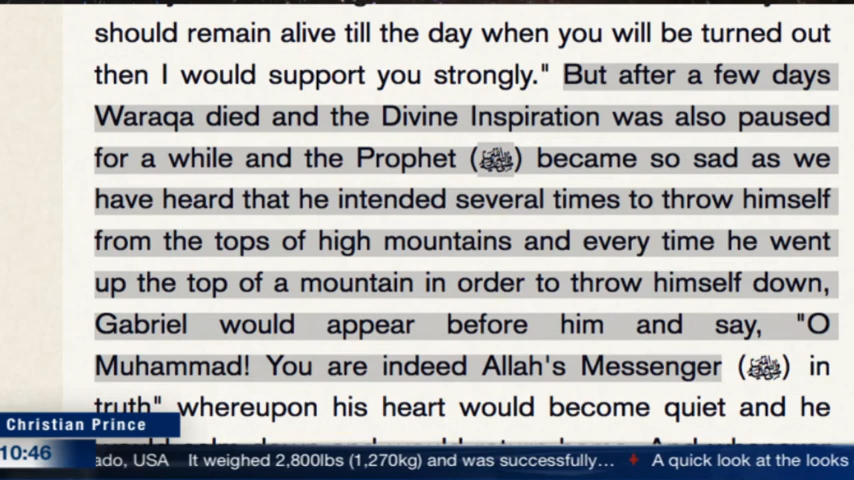 should remain alive till the day when you will be turned out
then I would support you strongly." But after a few days
Waraqa died and the Divine Inspiration was also paused
for a while and the Prophet (ﷺ) became so sad as we
have heard that he intended several times to throw himself
from the tops of high mountains and every time he went
up the top of a mountain in order to throw himself down,
Gabriel would appear before him and say, "O
Muhammad! You are indeed Allah's Messenger (ﷺ) in
truth" whereupon his heart would become quiet and he
Christian Prince
10:46
ado, USA It weighed 2,800lbs (1,270kg) and was successfully... A quick look at the looks